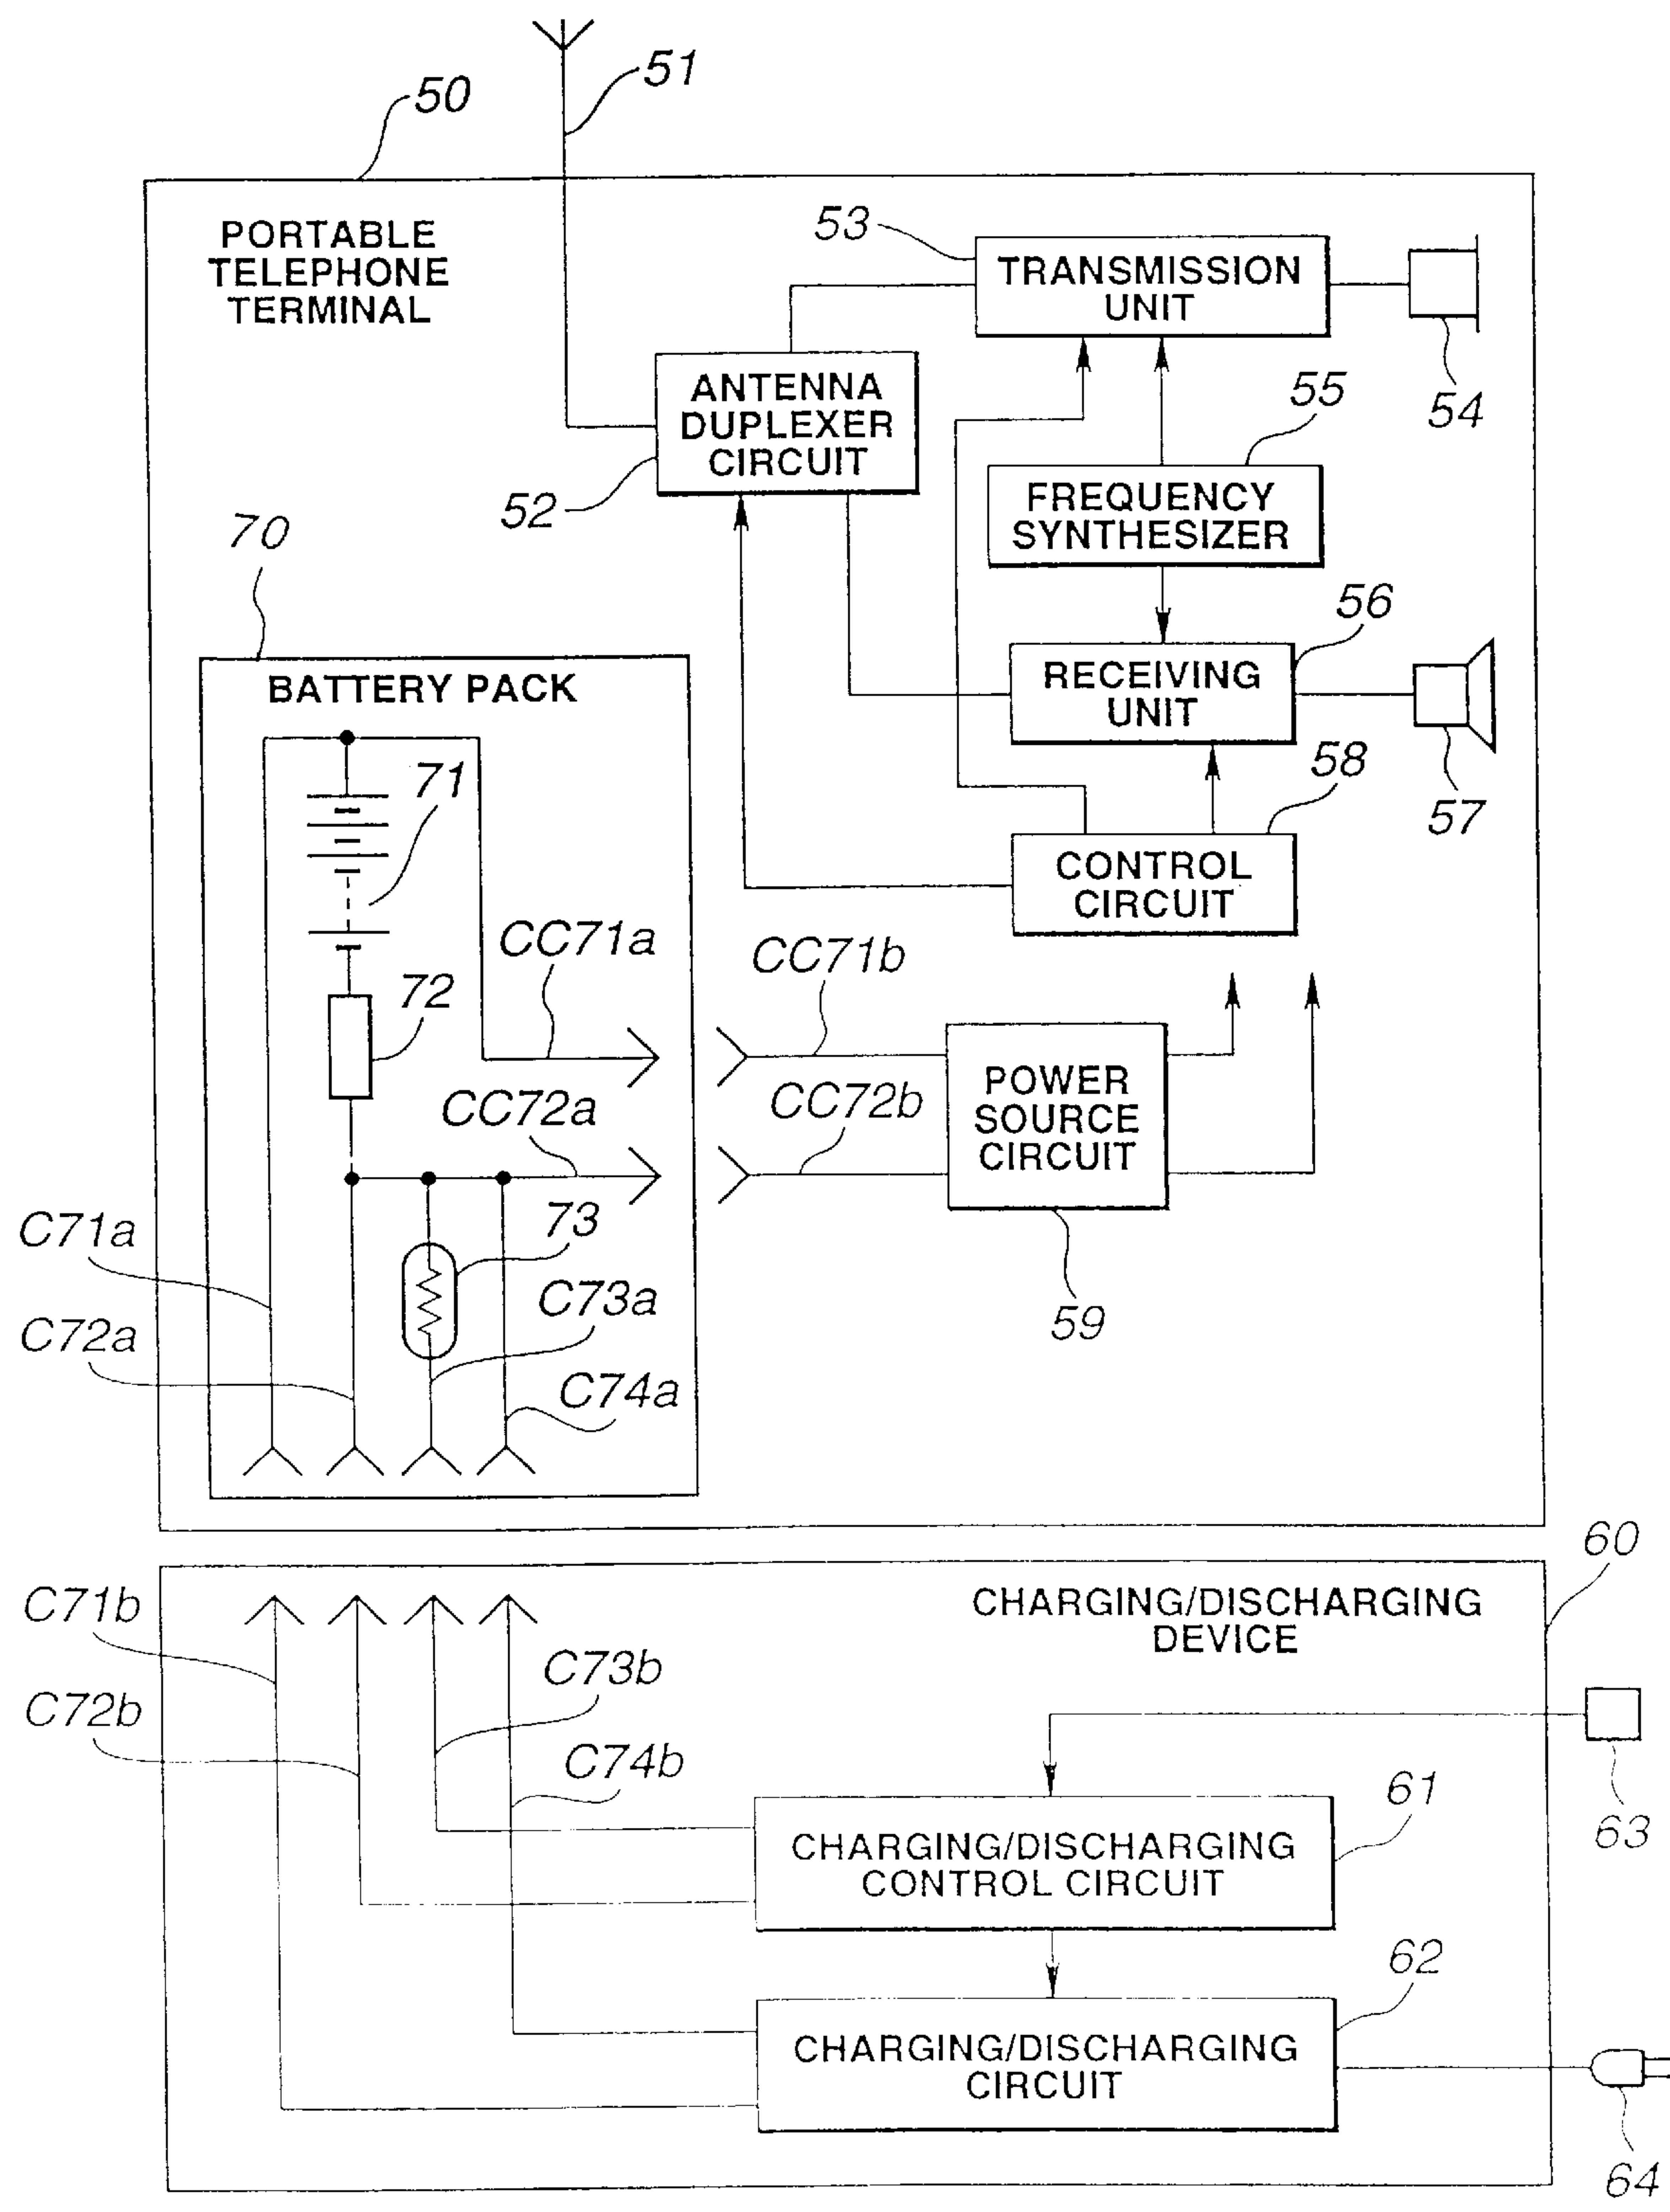 51
50
PORTABLE
TELEPHONE
TERMINAL
53
TRANSMISSION
UNIT
54
ANTENNA
DUPLEXER
CIRCUIT
52
55
FREQUENCY
SYNTHESIZER
70
56
BATTERY PACK
RECEIVING
UNIT
57
71
58
CONTROL
CIRCUIT
CC71a
CC71b
72
CC72a
CC72b
POWER
SOURCE
CIRCUIT
59
C71a
73
C72a
C73a
C74a
60
C71b
CHARGING/DISCHARGING
DEVICE
C72b
C73b
C74b
63
61
CHARGING/DISCHARGING
CONTROL CIRCUIT
62
CHARGING/DISCHARGING
CIRCUIT
64